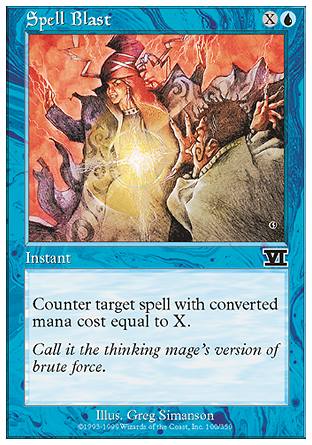 Spell Blast X
Instant VI
Counter target spell with converted
mana cost equal to X.
Call it the thinking mage's version of
brute force.
Illus. Greg Simanson
©1993-1999 Wizards of the Coast, Inc. 100/350